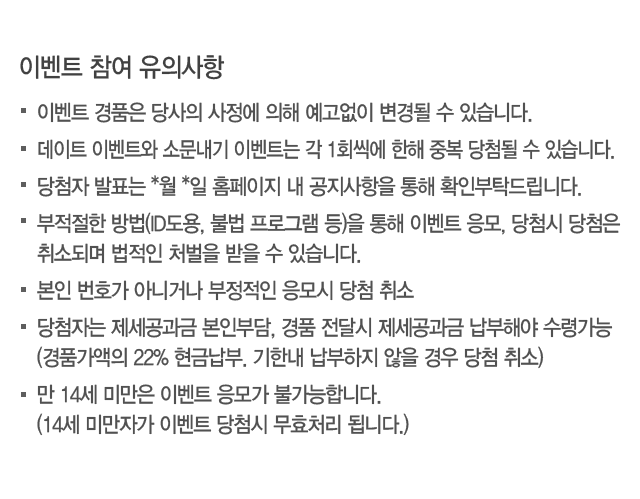 이벤트 참여 유의사항
▪ 이벤트 경품은 당사의 사정에 의해 예고없이 변경될 수 있습니다.
▪ 데이트 이벤트와 소문내기 이벤트는 각 1회씩에 한해 중복 당첨될 수 있습니다.
▪ 당첨자 발표는 *월 *일 홈페이지 내 공지사항을 통해 확인부탁드립니다.
▪ 부적절한 방법(ID도용, 불법 프로그램 등)을 통해 이벤트 응모, 당첨시 당첨은
취소되며 법적인 처벌을 받을 수 있습니다.
▪ 본인 번호가 아니거나 부정적인 응모시 당첨 취소
▪ 당첨자는 제세공과금 본인부담, 경품 전달시 제세공과금 납부해야 수령가능
(경품가액의 22% 현금납부. 기한내 납부하지 않을 경우 당첨 취소)
▪ 만 14세 미만은 이벤트 응모가 불가능합니다.
(14세 미만자가 이벤트 당첨시 무효처리 됩니다.)